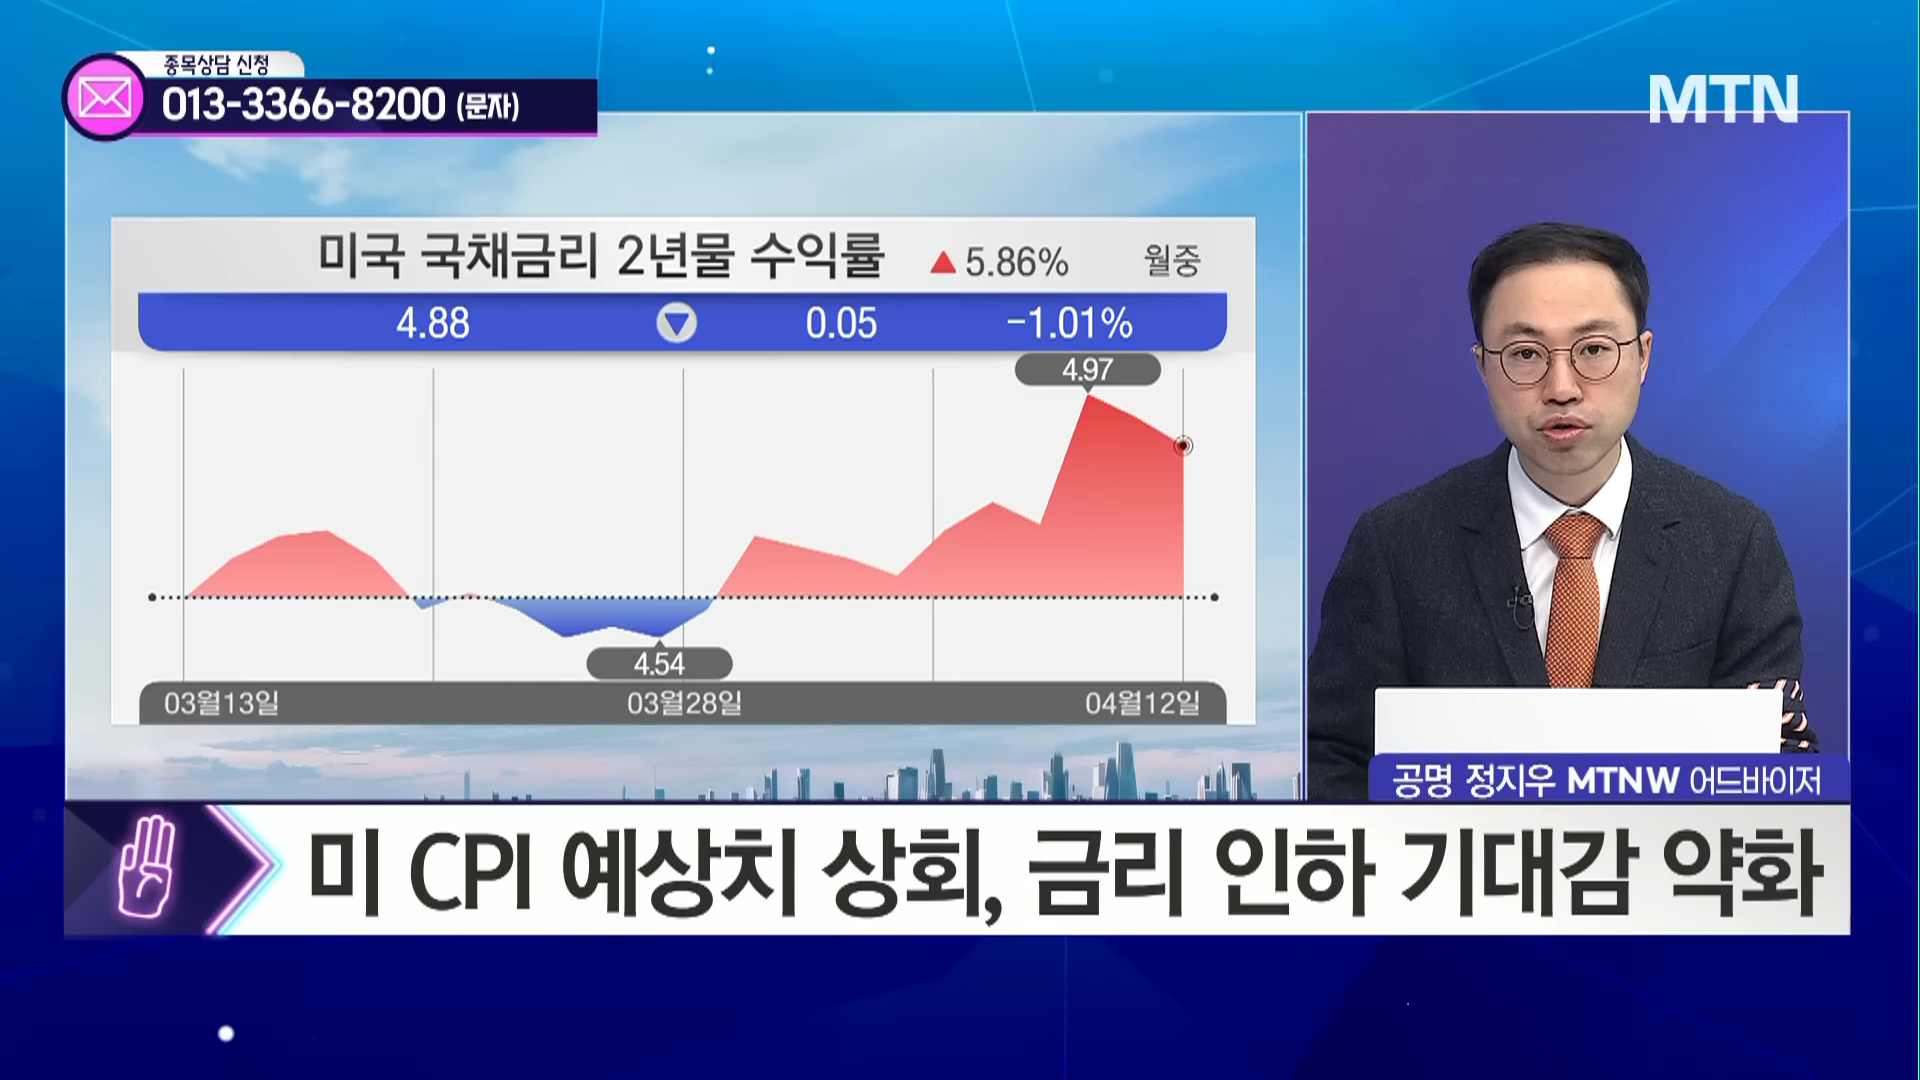 종목상담 신청
013-3366-8200 (문자)
MTN
미국 국채금리 2년물 수익률 ▲5.86% 월중
4.88 ▽ 0.05 -1.01%
4.97
4.54
03월13일 03월28일 04월12일
공명 정지우 MTNW 어드바이저
미 CPI 예상치 상회, 금리 인하 기대감 약화